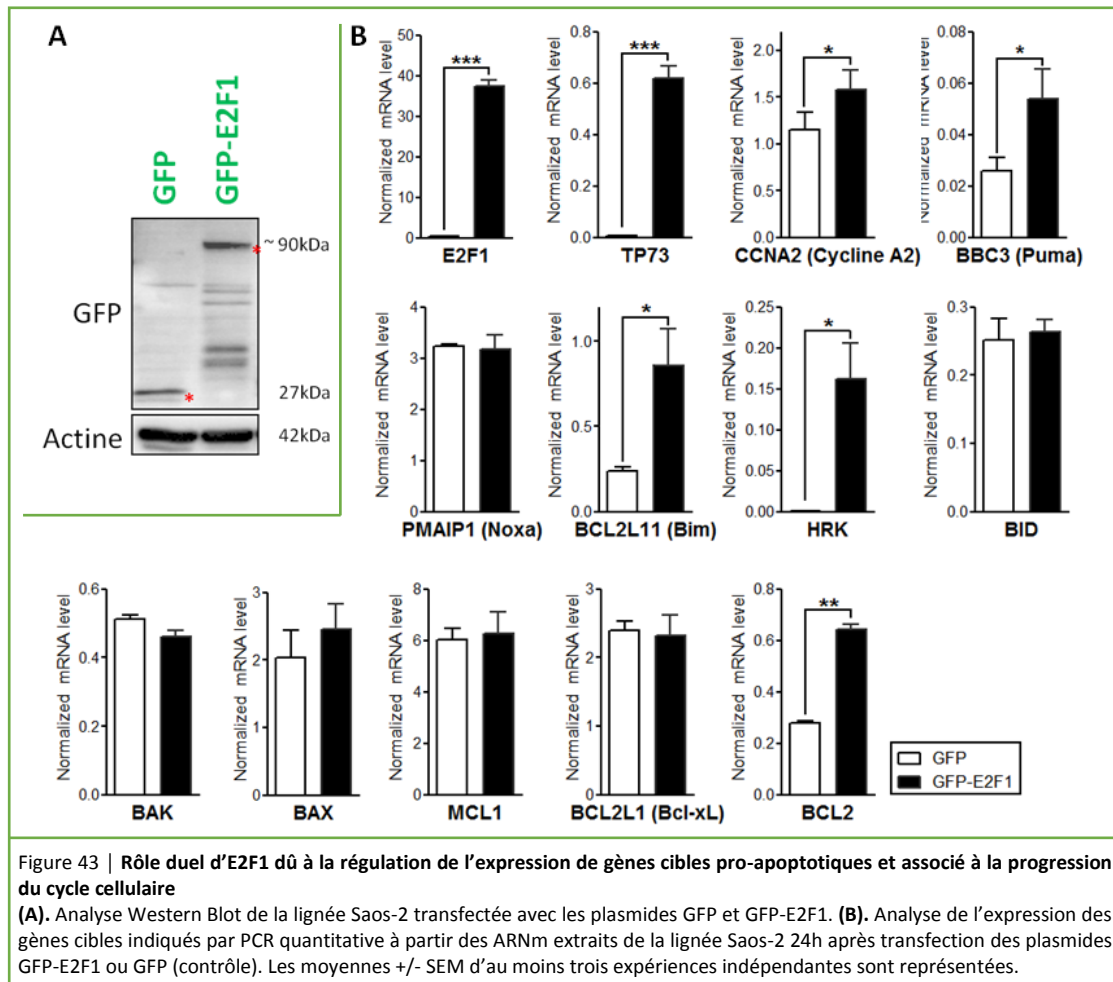 A
B
GFP
GFP-E2F1
GFP
~ 90kDa
*
27kDa
*
Actine
42kDa
Normalized mRNA level
50
40
30
20
10
0
***
E2F1
Normalized mRNA level
0.8
0.6
0.4
0.2
0.0
***
TP73
Normalized mRNA level
2.0
1.5
1.0
0.5
0.0
*
CCNA2 (Cycline A2)
Normalized mRNA level
0.08
0.06
0.04
0.02
0.00
*
BBC3 (Puma)
Normalized mRNA level
4
3
2
1
0
PMAIP1 (Noxa)
Normalized mRNA level
1.0
0.5
0.0
*
BCL2L11 (Bim)
Normalized mRNA level
0.25
0.20
0.15
0.10
0.05
0.00
*
HRK
Normalized mRNA level
0.3
0.2
0.1
0.0
BID
Normalized mRNA level
0.6
0.4
0.2
0.0
BAK
Normalized mRNA level
3
2
1
0
BAX
Normalized mRNA level
8
6
4
2
0
MCL1
Normalized mRNA level
3
2
1
0
BCL2L1 (Bcl-xL)
Normalized mRNA level
0.8
0.6
0.4
0.2
0.0
**
BCL2
GFP
GFP-E2F1
Figure 43 | Rôle duel d’E2F1 dû à la régulation de l’expression de gènes cibles pro-apoptotiques et associé à la progression
du cycle cellulaire
(A). Analyse Western Blot de la lignée Saos-2 transfectée avec les plasmides GFP et GFP-E2F1. (B). Analyse de l’expression des
gènes cibles indiqués par PCR quantitative à partir des ARNm extraits de la lignée Saos-2 24h après transfection des plasmides
GFP-E2F1 ou GFP (contrôle). Les moyennes +/- SEM d’au moins trois expériences indépendantes sont représentées.